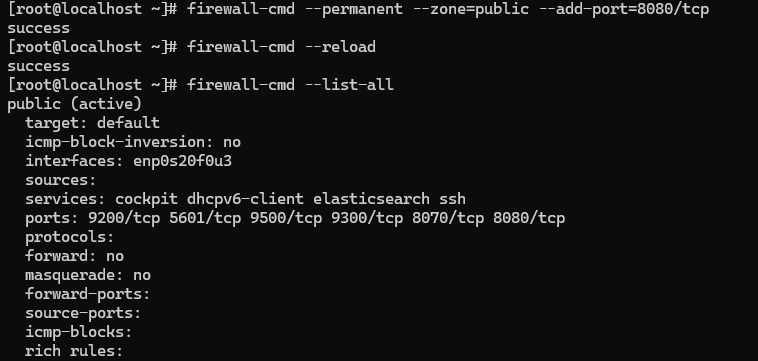 [root@localhost ~]# firewall-cmd --permanent --zone=public --add-port=8080/tcp
success
[root@localhost ~]# firewall-cmd --reload
success
[root@localhost ~]# firewall-cmd --list-all
public (active)
  target: default
  icmp-block-inversion: no
  interfaces: enp0s20f0u3
  sources:
  services: cockpit dhcpv6-client elasticsearch ssh
  ports: 9200/tcp 5601/tcp 9500/tcp 9300/tcp 8070/tcp 8080/tcp
  protocols:
  forward: no
  masquerade: no
  forward-ports:
  source-ports:
  icmp-blocks:
  rich rules: